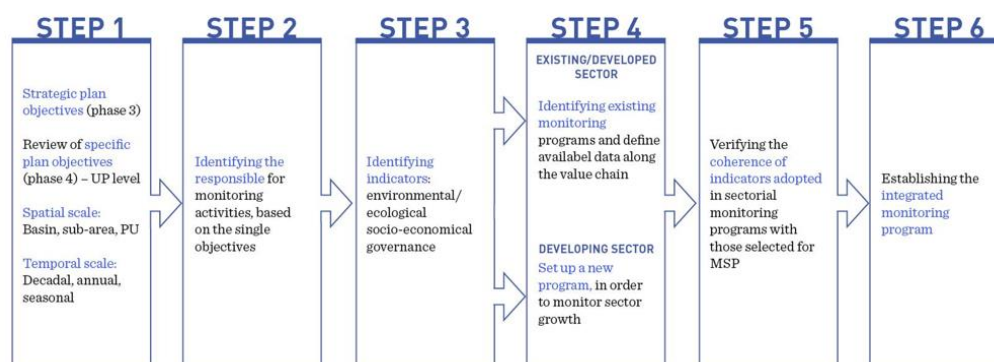 STEP 1
Strategic plan
objectives (phase 3)
Review of specific
plan objectives
(phase 4) – UP level
Spatial scale:
Basin, sub-area, PU
Temporal scale:
Decadal, annual,
seasonal
STEP 2
Identifying the
responsible for
monitoring
activities, based
on the single
objectives
STEP 3
Identifying
indicators:
environmental/
ecological
socio-economical
governance
STEP 4
EXISTING/DEVELOPED
SECTOR
Identifying existing
monitoring
programs and define
availabel data along
the value chain
DEVELOPING SECTOR
Set up a new
program, in order
to monitor sector
growth
STEP 5
Verifying the
coherence of
indicators adopted
in sectorial
monitoring
programs with
those selected for
MSP
STEP 6
Establishing the
integrated
monitoring
program